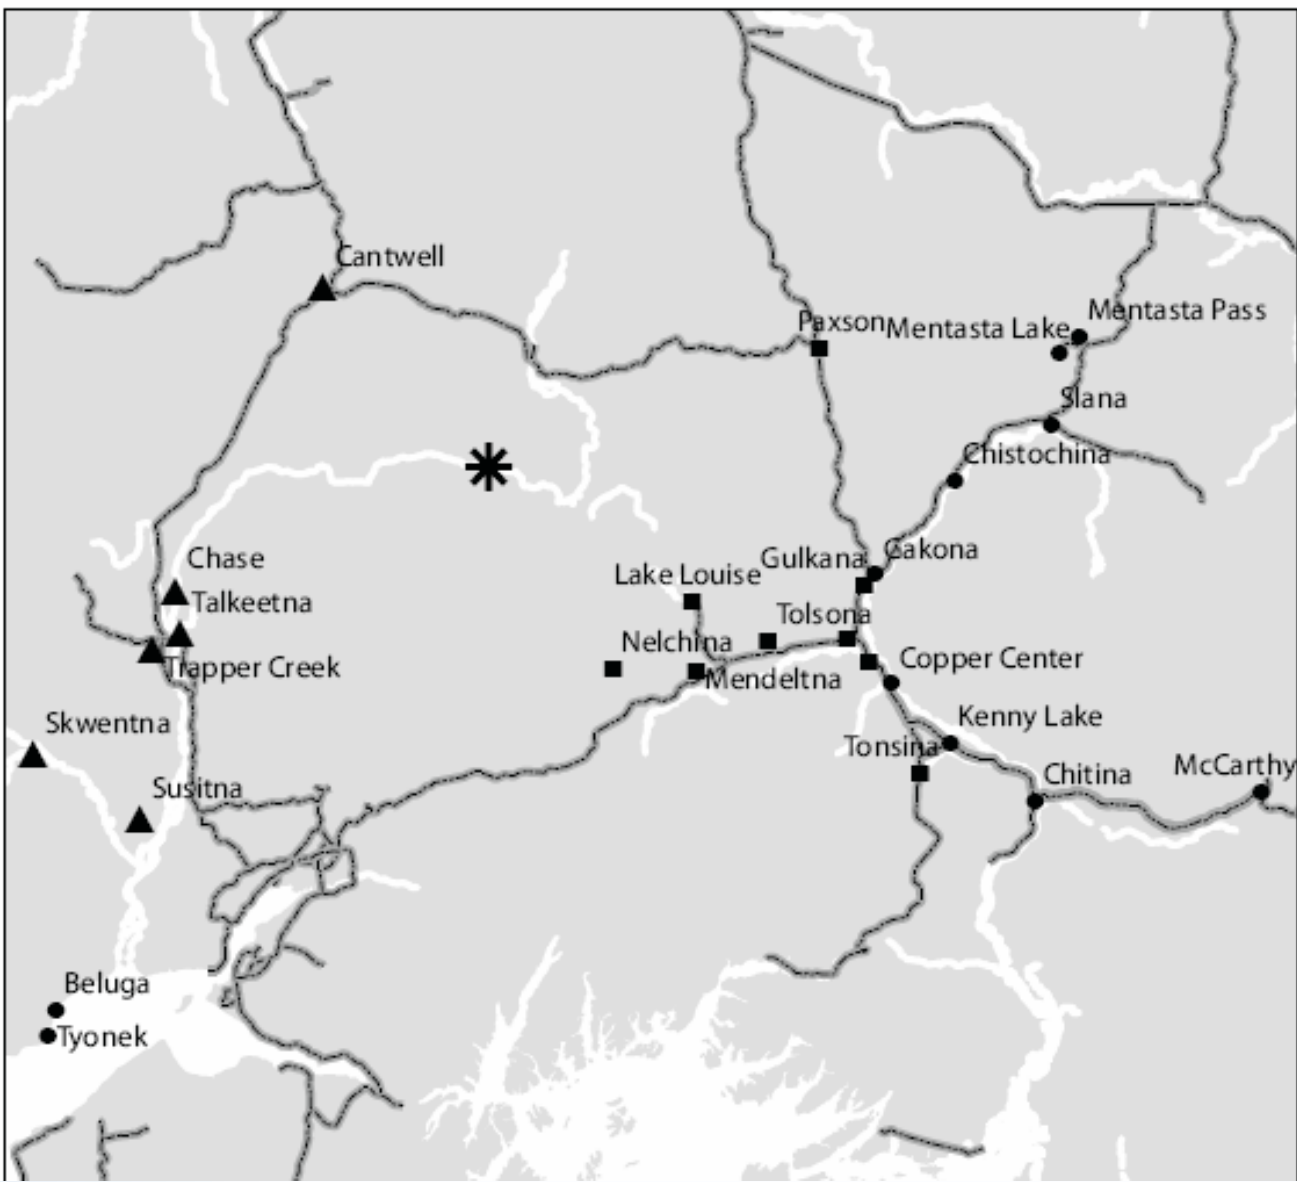 Cantwell
Mentasta Pass
Paxson
Mentasta Lake
Slana
Chistochina
Chase
Gulkana
Gakona
Lake Louise
Talkeetna
Tolsona
Nelchina
Copper Center
Trapper Creek
Mendeltna
Skwentna
Kenny Lake
Tonsina
Chitina
McCarthy
Susitna
Beluga
Tyonek